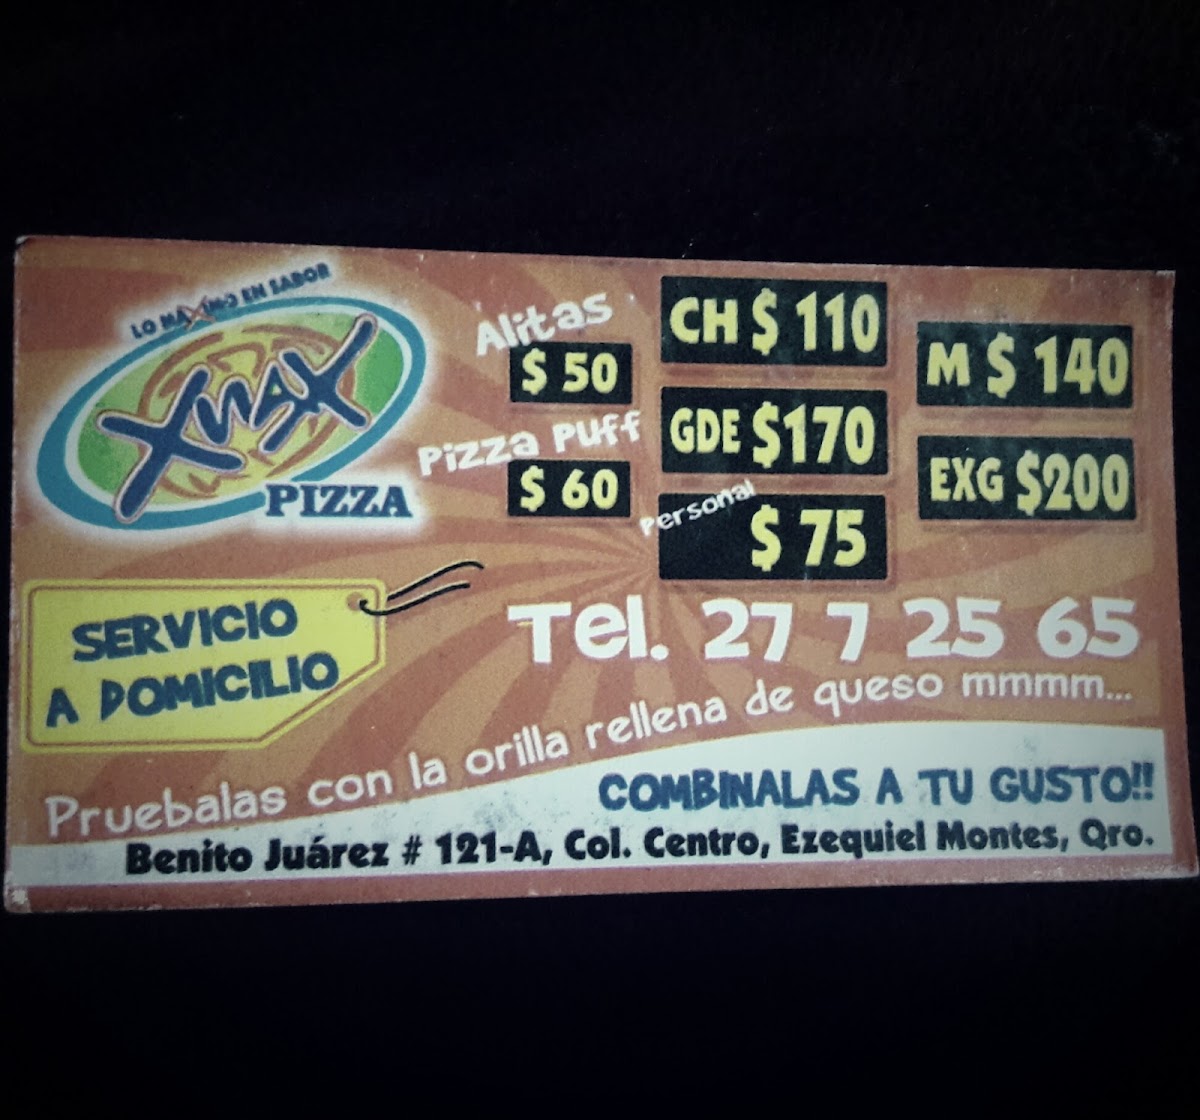 LO MAXIMO EN SABOR
XMAX
PIZZA
Alitas
$ 50
Pizza Puff
$ 60
CH $ 110
M $ 140
GDE $170
EXG $200
Personal
$ 75
SERVICIO
A DOMICILIO
Tel. 27 7 25 65
Pruebalas con la orilla rellena de queso mmmm...
COMBINALAS A TU GUSTO!!
Benito Juárez # 121-A, Col. Centro, Ezequiel Montes, Qro.